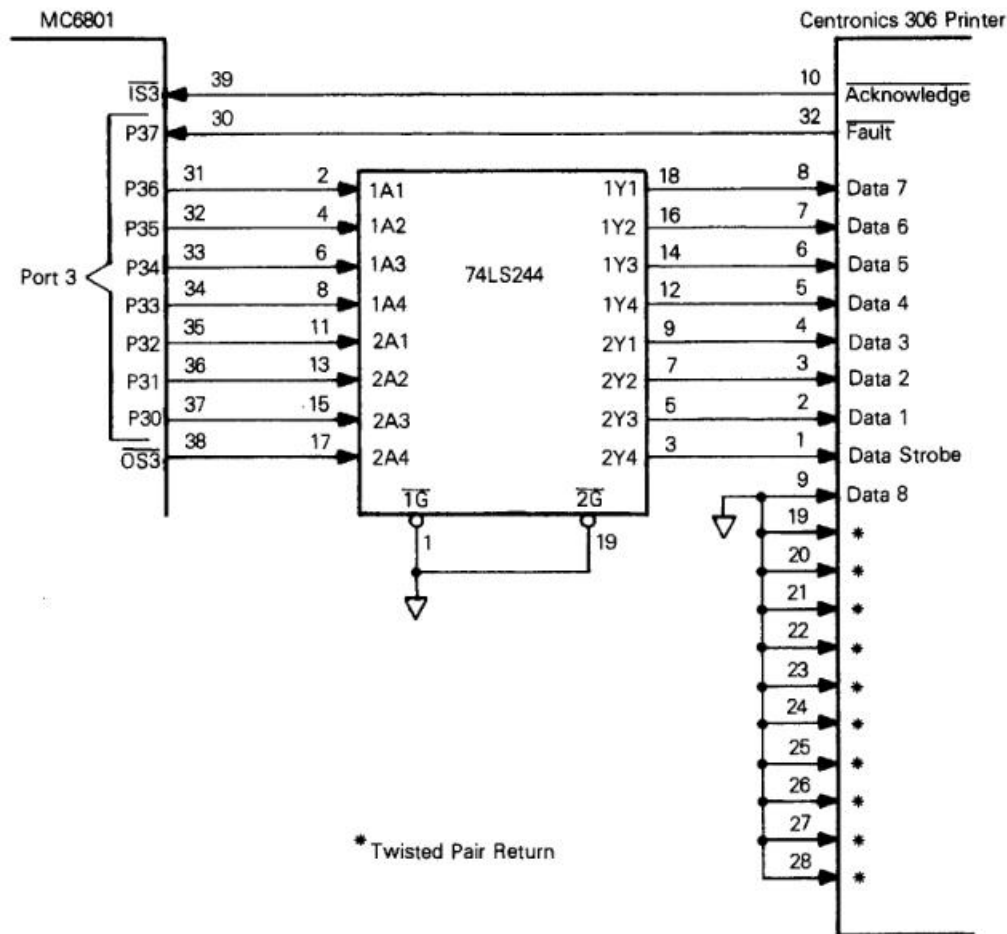 MC6801 Centronics 306 Printer
IS3 39 10 Acknowledge
P37 30 32 Fault
P36 31 2 1A1 1Y1 18 8 Data 7
P35 32 4 1A2 1Y2 16 7 Data 6
P34 33 6 1A3 1Y3 14 6 Data 5
Port 3 74LS244
P33 34 8 1A4 1Y4 12 5 Data 4
P32 35 11 2A1 2Y1 9 4 Data 3
P31 36 13 2A2 2Y2 7 3 Data 2
P30 37 15 2A3 2Y3 5 2 Data 1
OS3 38 17 2A4 2Y4 3 1 Data Strobe
1G 2G 9 Data 8
1 19
19 *
20 *
21 *
22 *
23 *
24 *
25 *
26 *
27 *
28 *
* Twisted Pair Return